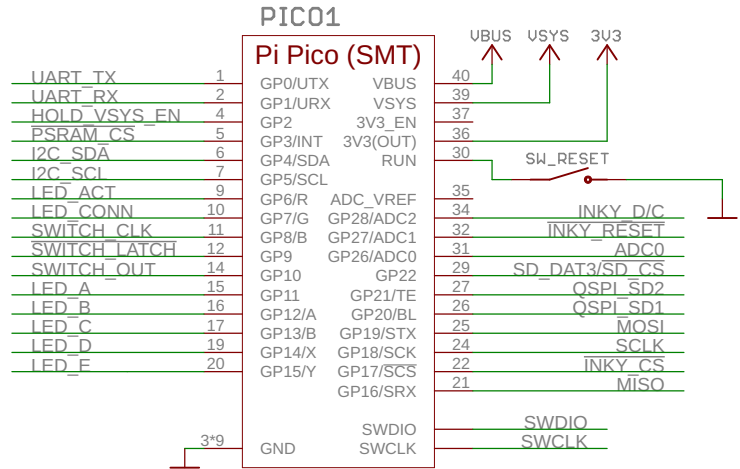 PICO1
VBUS VSYS 3V3
Pi Pico (SMT)
UART_TX 1 GP0/UTX VBUS 40
UART_RX 2 GP1/URX VSYS 39
HOLD_VSYS_EN 4 GP2 3V3_EN 37
PSRAM_CS 5 GP3/INT 3V3(OUT) 36
I2C_SDA 6 GP4/SDA RUN 30 SW_RESET
I2C_SCL 7 GP5/SCL
LED_ACT 9 GP6/R ADC_VREF 35
LED_CONN 10 GP7/G GP28/ADC2 34 INKY_D/C
SWITCH_CLK 11 GP8/B GP27/ADC1 32 INKY_RESET
SWITCH_LATCH 12 GP9 GP26/ADC0 31 ADC0
SWITCH_OUT 14 GP10 GP22 29 SD_DAT3/SD_CS
LED_A 15 GP11 GP21/TE 27 QSPI_SD2
LED_B 16 GP12/A GP20/BL 26 QSPI_SD1
LED_C 17 GP13/B GP19/STX 25 MOSI
LED_D 19 GP14/X GP18/SCK 24 SCLK
LED_E 20 GP15/Y GP17/SCS 22 INKY_CS
GP16/SRX 21 MISO
SWDIO SWDIO
3*9 GND SWCLK SWCLK